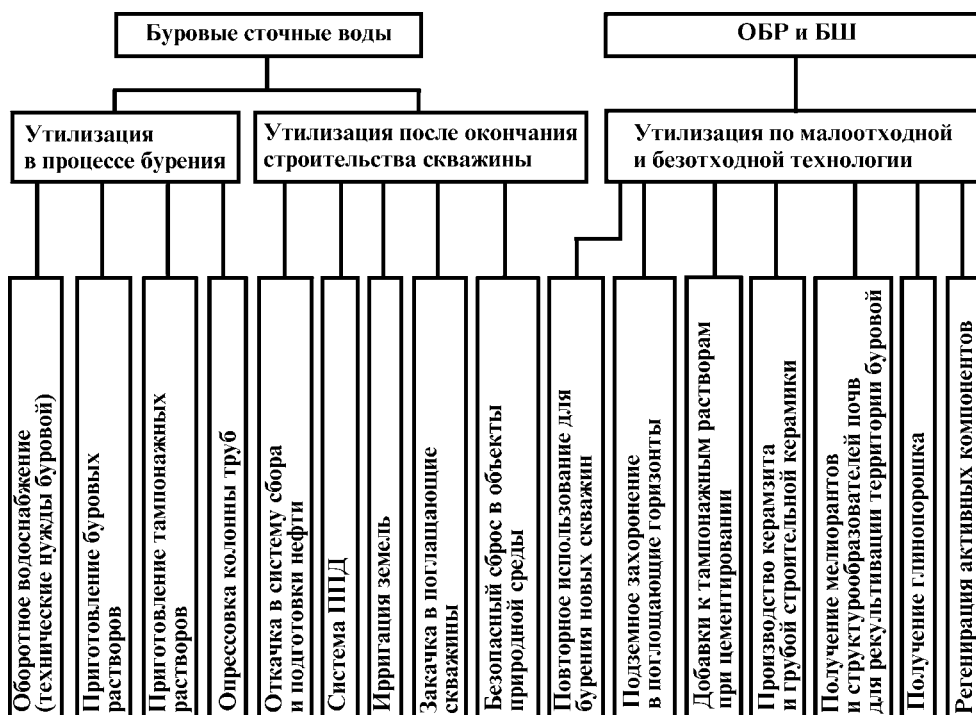 Буровые сточные воды
ОБР и БШ
Утилизация
в процессе бурения
Утилизация после окончания
строительства скважины
Утилизация по малоотходной
и безотходной технологии
Оборотное водоснабжение
(технические нужды буровой)
Приготовление буровых
растворов
Приготовление тампонажных
растворов
Опрессовка колонны труб
Откачка в систему сбора
и подготовки нефти
Система ППД
Ирригация земель
Закачка в поглащающие
скважины
Безопасный сброс в объекты
природной среды
Повторное использование для
бурения новых скважин
Подземное захоронение
в поглощающие горизонты
Добавки к тампонажным растворам
при цементировании
Производство керамзита
и грубой строительной керамики
Получение мелиорантов
и структурообразователей почв
для рекультивации территории буровой
Получение глинопорошка
Регенирация активных компонентов